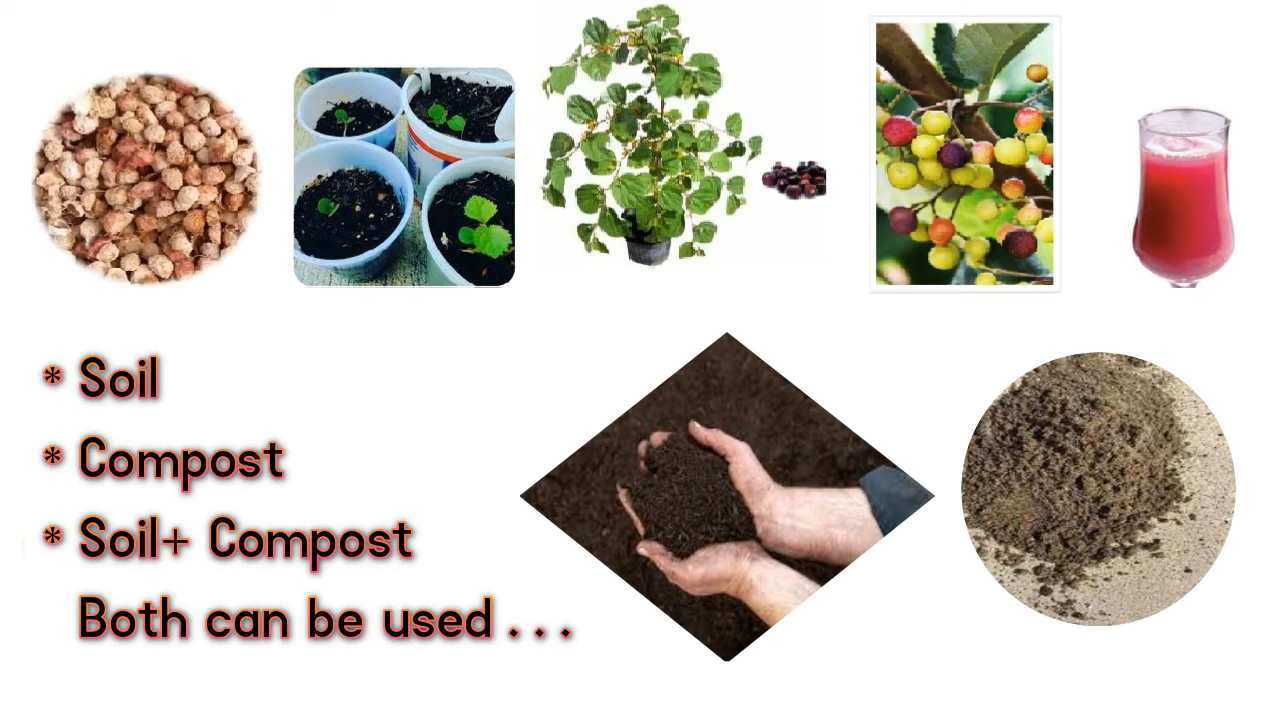 * Soil
* Compost
* Soil+ Compost
Both can be used . . .